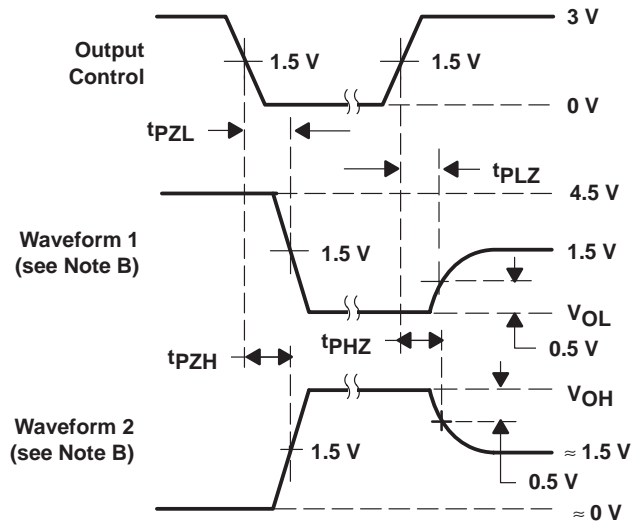 3 V
Output
Control
1.5 V
1.5 V
0 V
tPZL
tPLZ
4.5 V
Waveform 1
(see Note B)
1.5 V
1.5 V
VOL
0.5 V
tPHZ
tPZH
VOH
Waveform 2
(see Note B)
1.5 V
≈ 1.5 V
0.5 V
≈ 0 V